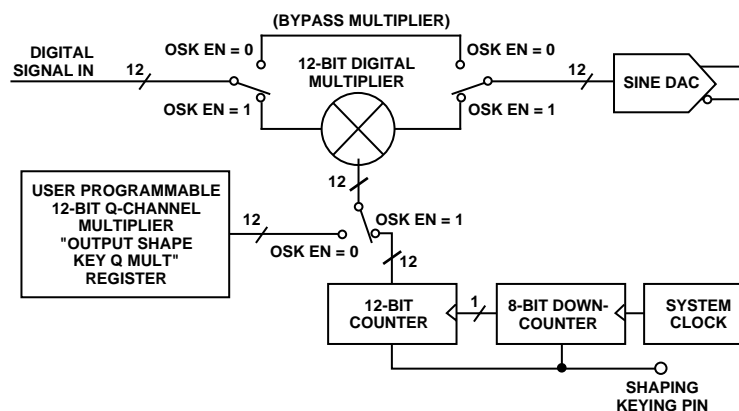 (BYPASS MULTIPLIER)
DIGITAL
SIGNAL IN
12
OSK EN = 0
OSK EN = 1
12-BIT DIGITAL
MULTIPLIER
OSK EN = 0
OSK EN = 1
12
SINE DAC
12
USER PROGRAMMABLE
12-BIT Q-CHANNEL
MULTIPLIER
"OUTPUT SHAPE
KEY Q MULT"
REGISTER
12
OSK EN = 0
OSK EN = 1
12
12-BIT
COUNTER
1
8-BIT DOWN-
COUNTER
SYSTEM
CLOCK
SHAPING
KEYING PIN